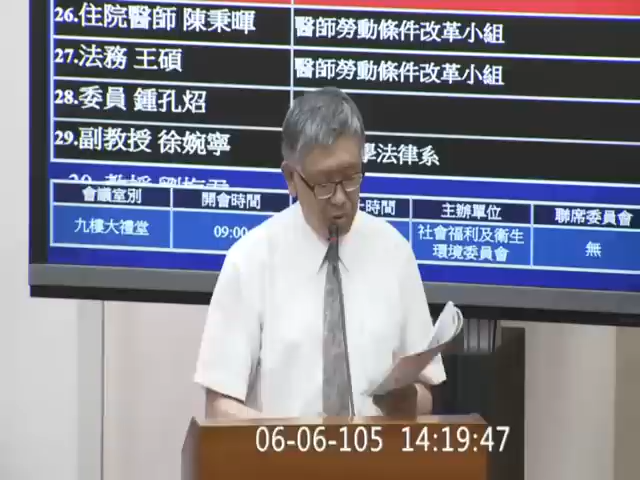 26.住院醫師 陳秉暉 醫師勞動條件改革小組
27.法務 王碩 醫師勞動條件改革小組
28.委員 鍾孔炤
29.副教授 徐婉寧 學法律系
會議室別 開會時間 時間 主辦單位 聯席委員會
九樓大禮堂 09:00 社會福利及衛生環境委員會 無
06-06-105 14:19:47